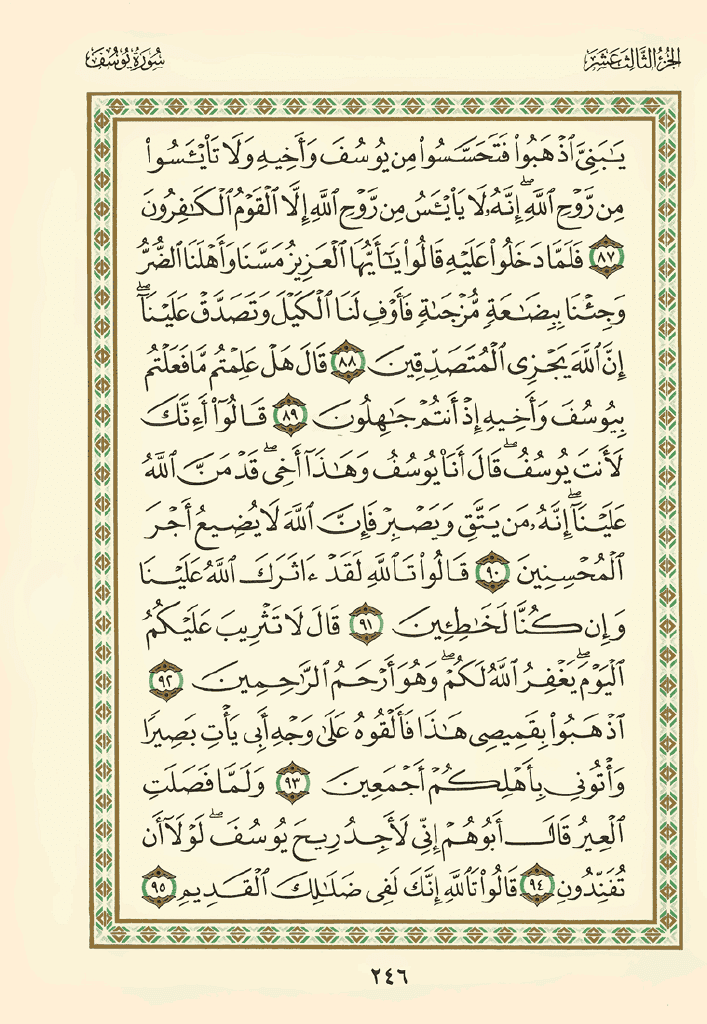 الجزء الثالث عشر
سورة يوسف
يَـٰبَنِىَّ ٱذْهَبُوا۟ فَتَحَسَّسُوا۟ مِن يُوسُفَ وَأَخِيهِ وَلَا تَا۟يْـَٔسُوا۟
مِن رَّوْحِ ٱللَّهِ ۖ إِنَّهُۥ لَا يَا۟يْـَٔسُ مِن رَّوْحِ ٱللَّهِ إِلَّا ٱلْقَوْمُ ٱلْكَـٰفِرُونَ
٨٧ فَلَمَّا دَخَلُوا۟ عَلَيْهِ قَالُوا۟ يَـٰٓأَيُّهَا ٱلْعَزِيزُ مَسَّنَا وَأَهْلَنَا ٱلضُّرُّ
وَجِئْنَا بِبِضَـٰعَةٍ مُّزْجَىٰةٍ فَأَوْفِ لَنَا ٱلْكَيْلَ وَتَصَدَّقْ عَلَيْنَآ ۖ
إِنَّ ٱللَّهَ يَجْزِى ٱلْمُتَصَدِّقِينَ ٨٨ قَالَ هَلْ عَلِمْتُم مَّا فَعَلْتُم
بِيُوسُفَ وَأَخِيهِ إِذْ أَنتُمْ جَـٰهِلُونَ ٨٩ قَالُوٓا۟ أَءِنَّكَ
لَأَنتَ يُوسُفُ ۖ قَالَ أَنَا۠ يُوسُفُ وَهَـٰذَآ أَخِى ۖ قَدْ مَنَّ ٱللَّهُ
عَلَيْنَآ ۖ إِنَّهُۥ مَن يَتَّقِ وَيَصْبِرْ فَإِنَّ ٱللَّهَ لَا يُضِيعُ أَجْرَ
ٱلْمُحْسِنِينَ ٩٠ قَالُوا۟ تَٱللَّهِ لَقَدْ ءَاثَرَكَ ٱللَّهُ عَلَيْنَا
وَإِن كُنَّا لَخَـٰطِـِٔينَ ٩١ قَالَ لَا تَثْرِيبَ عَلَيْكُمُ
ٱلْيَوْمَ ۖ يَغْفِرُ ٱللَّهُ لَكُمْ ۖ وَهُوَ أَرْحَمُ ٱلرَّٰحِمِينَ ٩٢
ٱذْهَبُوا۟ بِقَمِيصِى هَـٰذَا فَأَلْقُوهُ عَلَىٰ وَجْهِ أَبِى يَأْتِ بَصِيرًا
وَأْتُونِى بِأَهْلِكُمْ أَجْمَعِينَ ٩٣ وَلَمَّا فَصَلَتِ
ٱلْعِيرُ قَالَ أَبُوهُمْ إِنِّى لَأَجِدُ رِيحَ يُوسُفَ ۖ لَوْلَآ أَن
تُفَنِّدُونِ ٩٤ قَالُوا۟ تَٱللَّهِ إِنَّكَ لَفِى ضَلَـٰلِكَ ٱلْقَدِيمِ ٩٥
٢٤٦